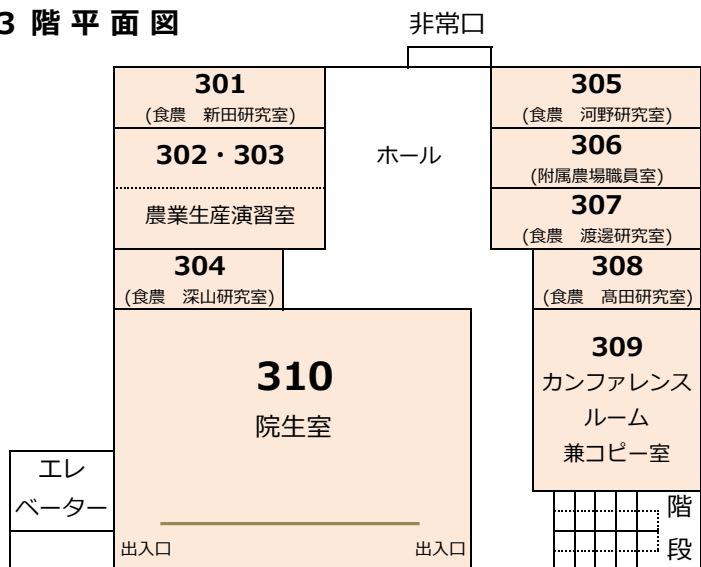 3 階 平 面 図
非常口
301
(食農　新田研究室)
302・303
農業生産演習室
304
(食農　深山研究室)
ホール
305
(食農　河野研究室)
306
(附属農場職員室)
307
(食農　渡邊研究室)
308
(食農　髙田研究室)
309
カンファレンス
ルーム
兼コピー室
310
院生室
エレ
ベーター
出入口
出入口
階
段